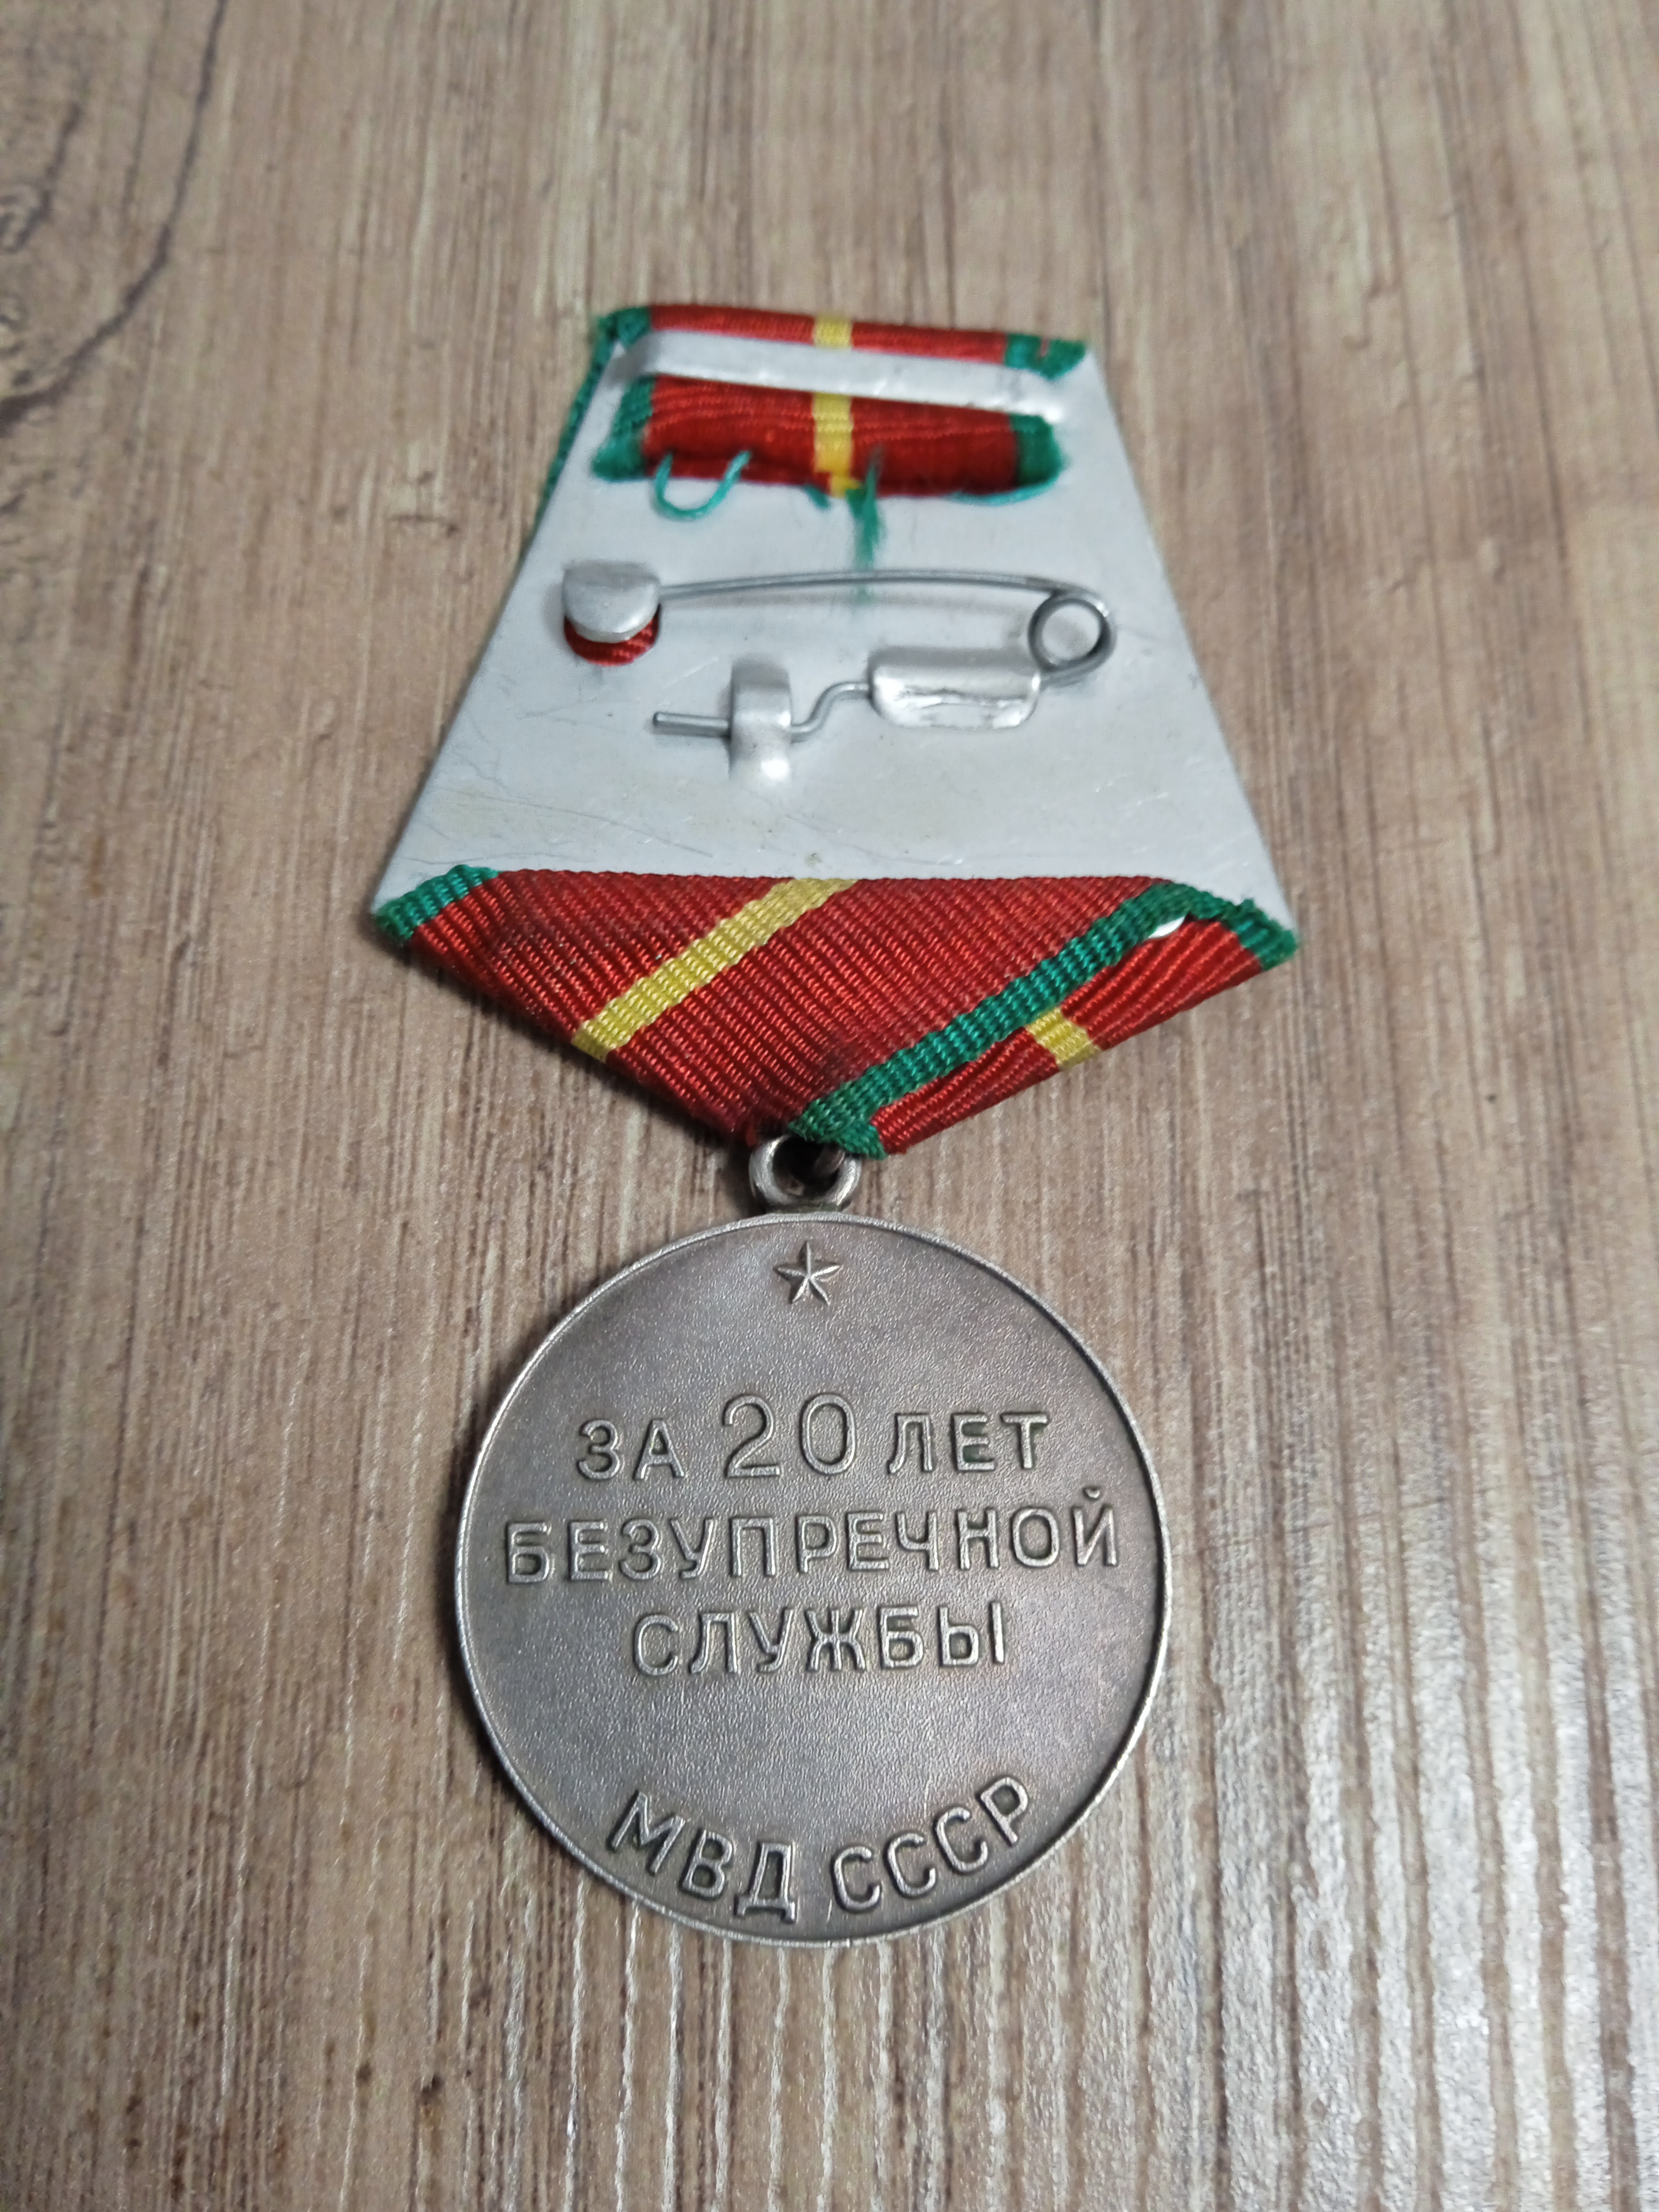 ЗА 20 ЛЕТ
БЕЗУПРЕЧНОЙ
СЛУЖБЫ
МВД СССР